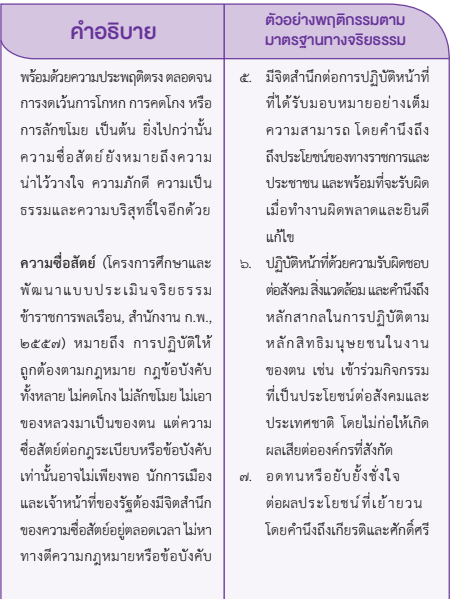 คำอธิบาย
ตัวอย่างพฤติกรรมตาม
มาตรฐานทางจริยธรรม
พร้อมด้วยความประพฤติตรง ตลอดจน
การงดเว้นการโกหก การคดโกง หรือ
การลักขโมย เป็นต้น ยิ่งไปกว่านั้น
ความซื่อสัตย์ยังหมายถึงความ
น่าไว้วางใจ ความภักดี ความเป็น
ธรรมและความบริสุทธิ์ใจอีกด้วย
ความซื่อสัตย์ (โครงการศึกษาและ
พัฒนาแบบประเมินจริยธรรม
ข้าราชการพลเรือน, สำนักงาน ก.พ.,
๒๕๕๗) หมายถึง การปฏิบัติให้
ถูกต้องตามกฎหมาย กฎข้อบังคับ
ทั้งหลาย ไม่คดโกง ไม่ลักขโมย ไม่เอา
ของหลวงมาเป็นของตน แต่ความ
ซื่อสัตย์ต่อกฎระเบียบหรือข้อบังคับ
เท่านั้นอาจไม่เพียงพอ นักการเมือง
และเจ้าหน้าที่ของรัฐต้องมีจิตสำนึก
ของความซื่อสัตย์อยู่ตลอดเวลา ไม่หา
ทางตีความกฎหมายหรือข้อบังคับ
๕. มีจิตสำนึกต่อการปฏิบัติหน้าที่
ที่ได้รับมอบหมายอย่างเต็ม
ความสามารถ โดยคำนึงถึง
ถึงประโยชน์ของทางราชการและ
ประชาชน และพร้อมที่จะรับผิด
เมื่อทำงานผิดพลาดและยินดี
แก้ไข
๖. ปฏิบัติหน้าที่ด้วยความรับผิดชอบ
ต่อสังคม สิ่งแวดล้อม และคำนึงถึง
หลักสากลในการปฏิบัติตาม
หลักสิทธิมนุษยชนในงาน
ของตน เช่น เข้าร่วมกิจกรรม
ที่เป็นประโยชน์ต่อสังคมและ
ประเทศชาติ โดยไม่ก่อให้เกิด
ผลเสียต่อองค์กรที่สังกัด
๗. อดทนหรือยับยั้งชั่งใจ
ต่อผลประโยชน์ที่เย้ายวน
โดยคำนึงถึงเกียรติและศักดิ์ศรี